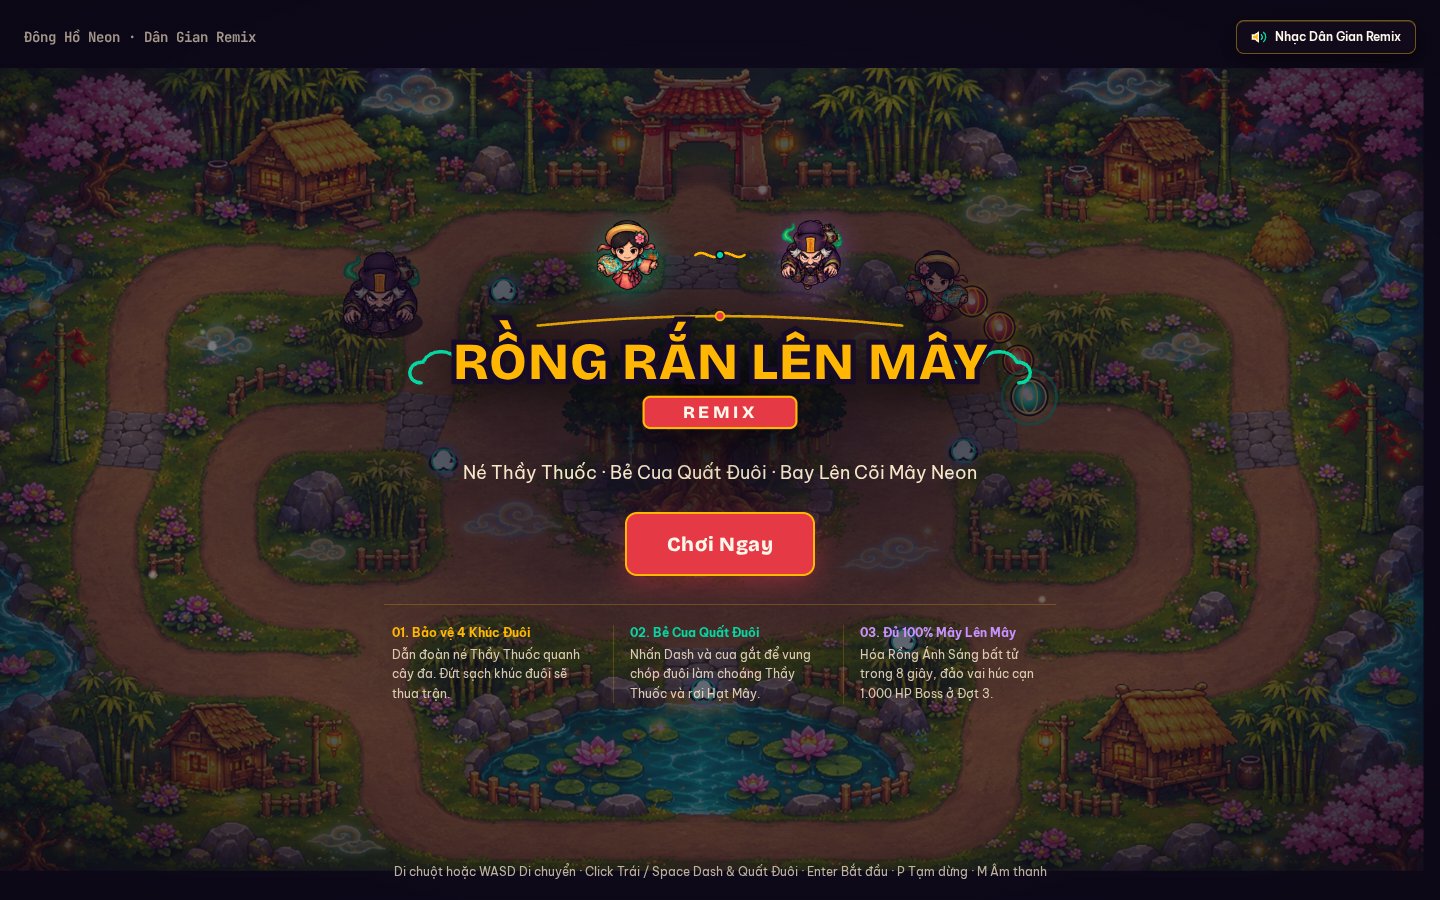 Đông Hồ Neon · Dân Gian Remix
Nhạc Dân Gian Remix
RỒNG RẮN LÊN MÂY
REMIX
Né Thầy Thuốc · Bẻ Cua Quất Đuôi · Bay Lên Cõi Mây Neon
Chơi Ngay
01. Bảo vệ 4 Khúc Đuôi
Dẫn đoàn né Thầy Thuốc quanh
cây đa. Đứt sạch khúc đuôi sẽ
thua trận.
02. Bẻ Cua Quất Đuôi
Nhấn Dash và cua gắt để vung
chóp đuôi làm choáng Thầy
Thuốc và rơi Hạt Mây.
03. Đủ 100% Mây Lên Mây
Hóa Rồng Ánh Sáng bất tử
trong 8 giây, đảo vai húc cạn
1.000 HP Boss ở Đợt 3.
Di chuột hoặc WASD Di chuyển · Click Trái / Space Dash & Quất Đuôi · Enter Bắt đầu · P Tạm dừng · M Âm thanh